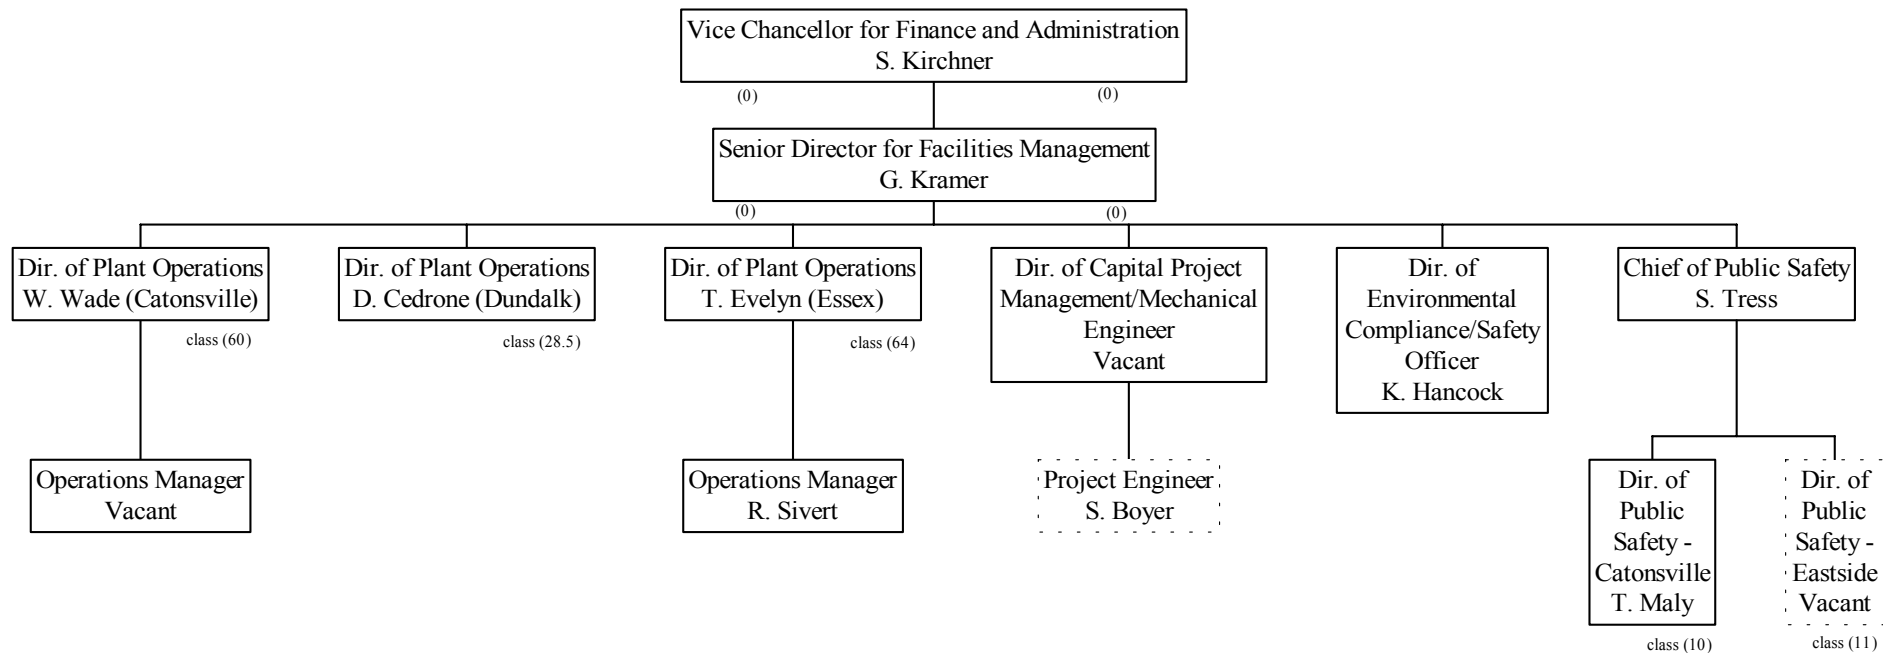 Vice Chancellor for Finance and Administration
S. Kirchner
(0)
(0)
Senior Director for Facilities Management
G. Kramer
(0)
(0)
Dir. of Plant Operations
W. Wade (Catonsville)
class (60)
Dir. of Plant Operations
D. Cedrone (Dundalk)
class (28.5)
Dir. of Plant Operations
T. Evelyn (Essex)
class (64)
Dir. of Capital Project
Management/Mechanical
Engineer
Vacant
Dir. of
Environmental
Compliance/Safety
Officer
K. Hancock
Chief of Public Safety
S. Tress
Operations Manager
Vacant
Operations Manager
R. Sivert
Project Engineer
S. Boyer
Dir. of
Public
Safety -
Catonsville
T. Maly
class (10)
Dir. of
Public
Safety -
Eastside
Vacant
class (11)